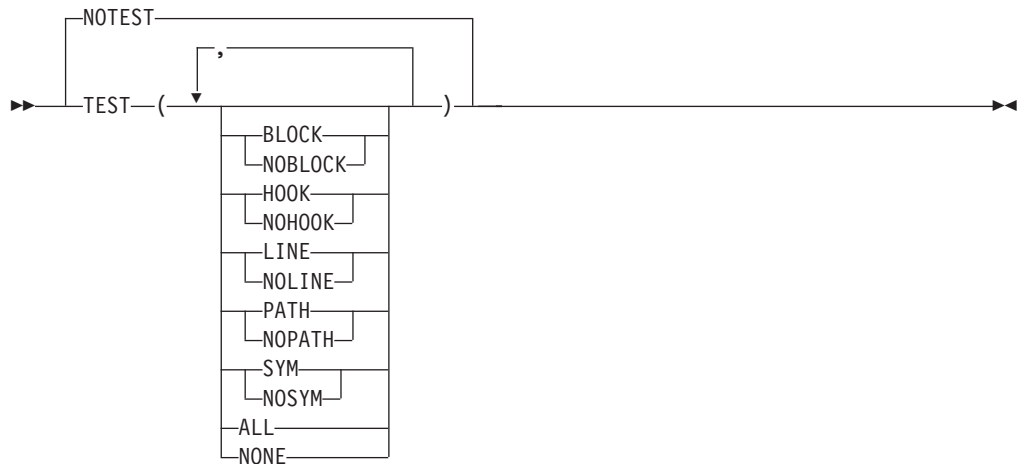 NOTEST
,
TEST ( )
BLOCK
NOBLOCK
HOOK
NOHOOK
LINE
NOLINE
PATH
NOPATH
SYM
NOSYM
ALL
NONE